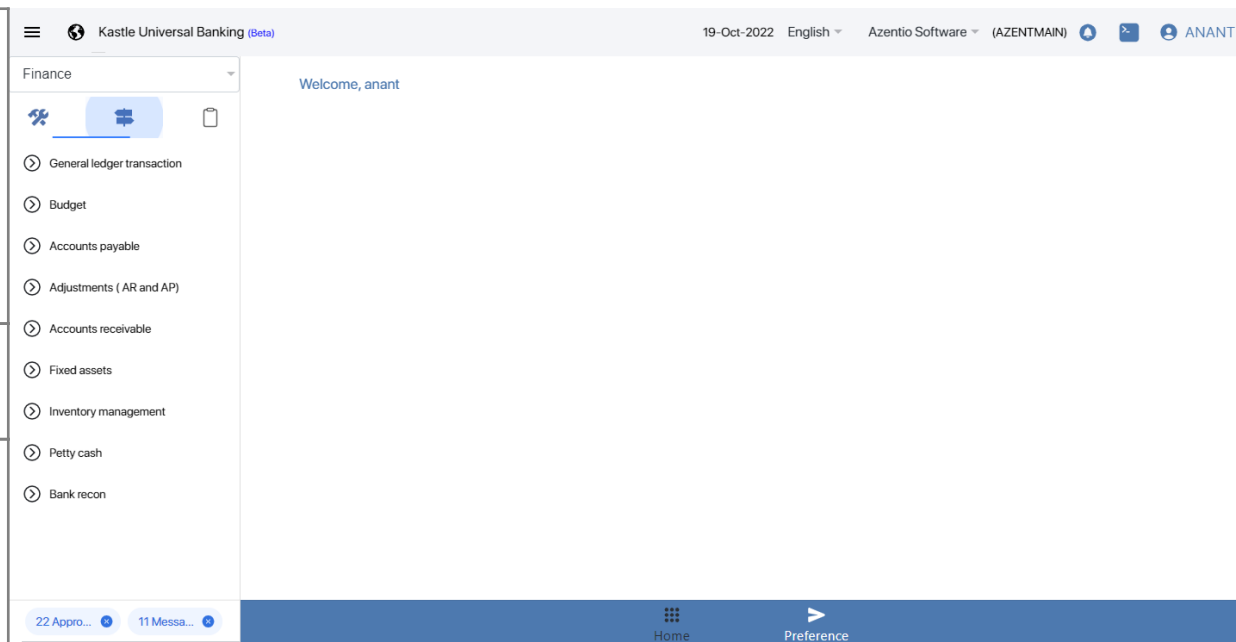 Kastle Universal Banking (Beta)
19-Oct-2022 English Azentio Software (AZENTMAIN) ANANT
Finance
Welcome, anant
General ledger transaction
Budget
Accounts payable
Adjustments ( AR and AP)
Accounts receivable
Fixed assets
Inventory management
Petty cash
Bank recon
22 Appro... 11 Messa...
Home Preference